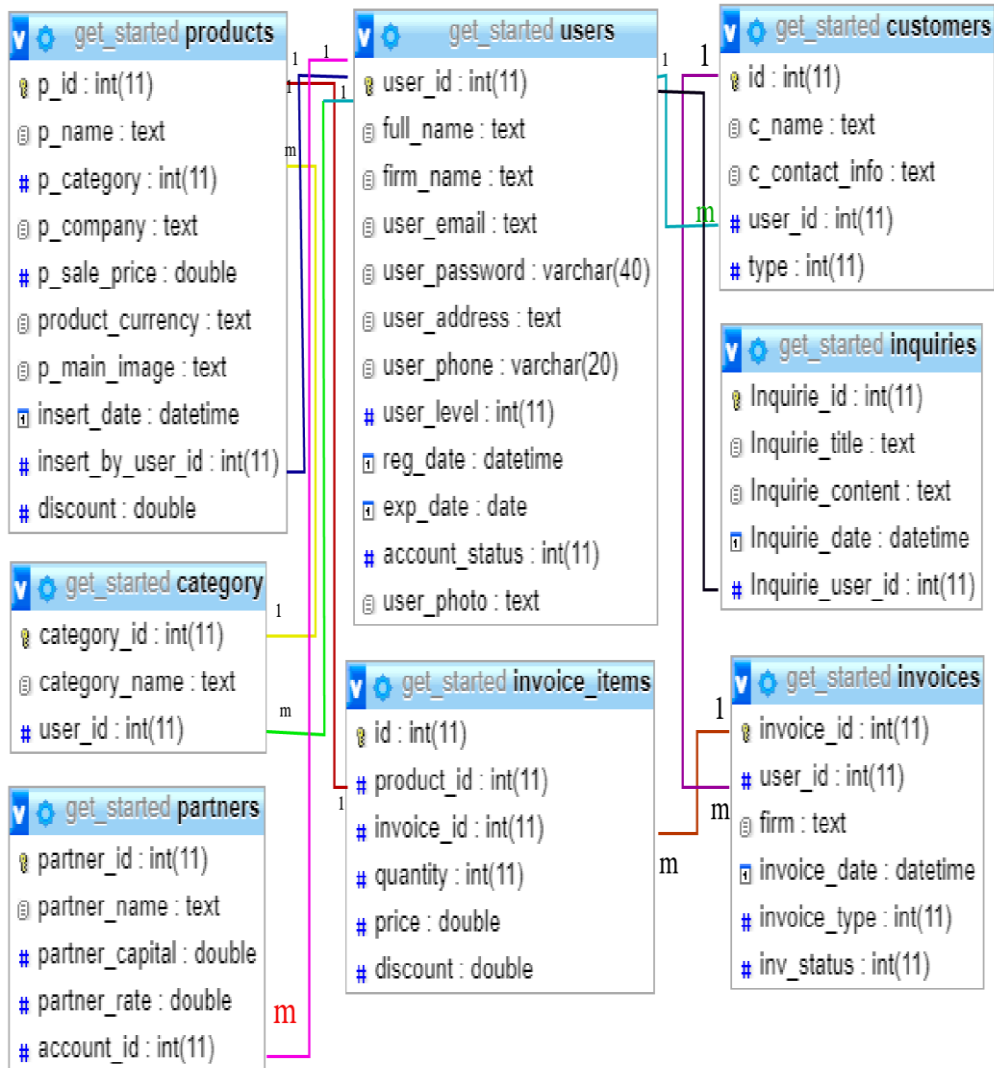 get_started products
p_id : int(11)
p_name : text
p_category : int(11)
p_company : text
p_sale_price : double
product_currency : text
p_main_image : text
insert_date : datetime
insert_by_user_id : int(11)
discount : double
get_started users
user_id : int(11)
full_name : text
firm_name : text
user_email : text
user_password : varchar(40)
user_address : text
user_phone : varchar(20)
user_level : int(11)
reg_date : datetime
exp_date : date
account_status : int(11)
user_photo : text
get_started customers
id : int(11)
c_name : text
c_contact_info : text
user_id : int(11)
type : int(11)
get_started inquiries
Inquirie_id : int(11)
Inquirie_title : text
Inquirie_content : text
Inquirie_date : datetime
Inquirie_user_id : int(11)
get_started category
category_id : int(11)
category_name : text
user_id : int(11)
get_started invoice_items
id : int(11)
product_id : int(11)
invoice_id : int(11)
quantity : int(11)
price : double
discount : double
get_started invoices
invoice_id : int(11)
user_id : int(11)
firm : text
invoice_date : datetime
invoice_type : int(11)
inv_status : int(11)
get_started partners
partner_id : int(11)
partner_name : text
partner_capital : double
partner_rate : double
account_id : int(11)
1
1
1
1
m
1
m
1
m
1
1
m
1
m
m